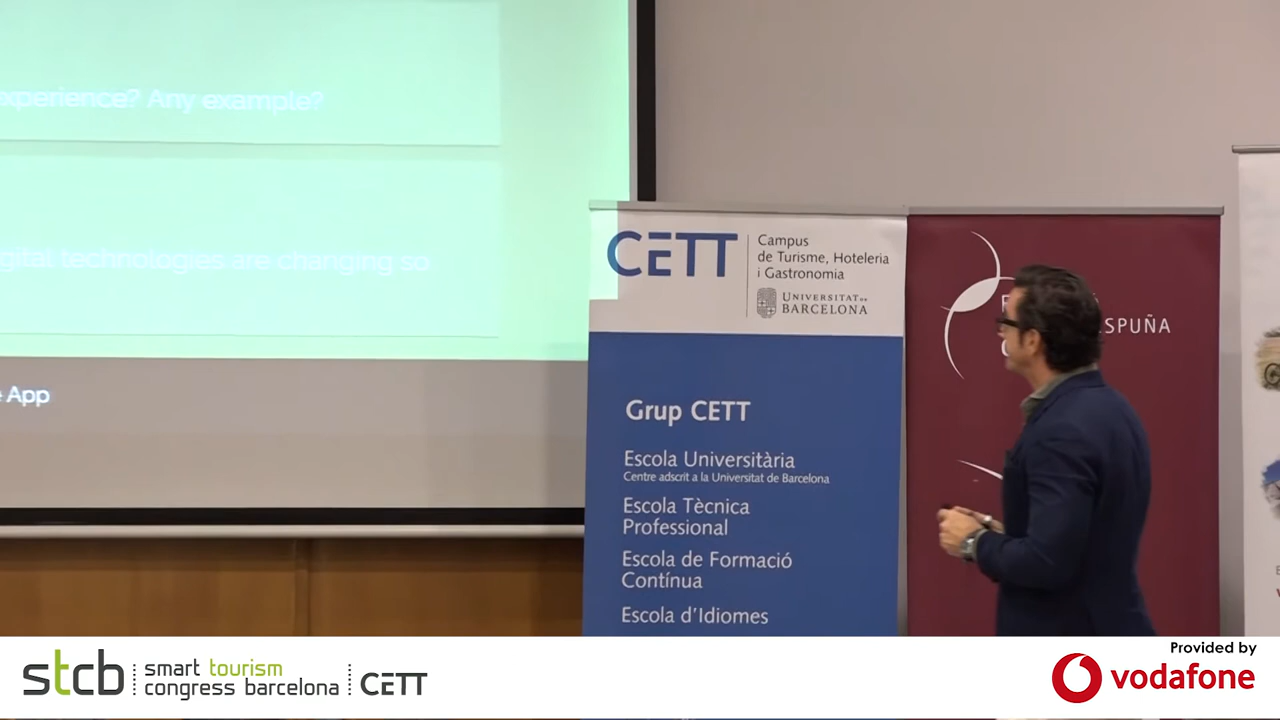 xperience? Any example?
gital technologies are changing so
App
CETT
Campus
de Turisme, Hoteleria
i Gastronomia
UNIVERSITAT DE
BARCELONA
Grup CETT
Escola Universitària
Centre adscrit a la Universitat de Barcelona
Escola Tècnica
Professional
Escola de Formació
Contínua
Escola d'Idiomes
ESPUÑA
stcb
smart tourism
congress barcelona
CETT
Provided by
vodafone